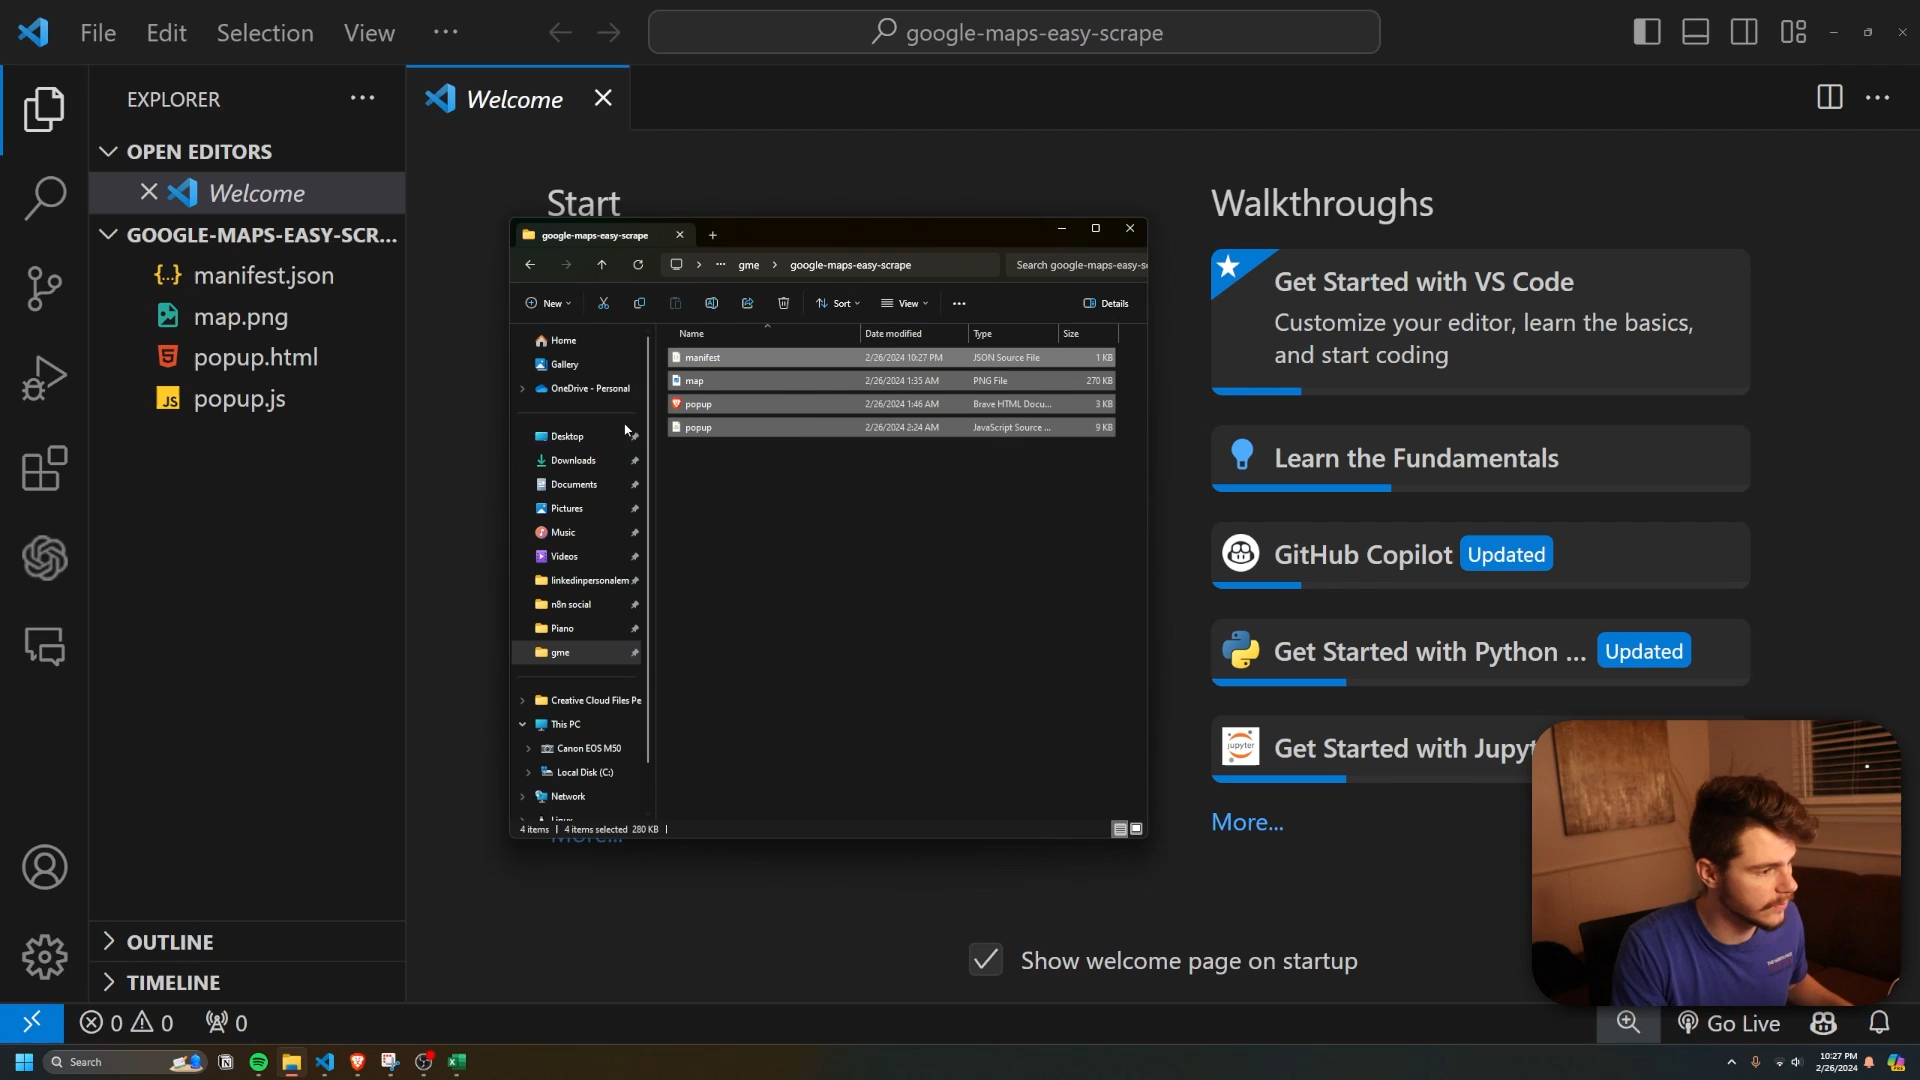 File Edit Selection View ···
google-maps-easy-scrape
EXPLORER
Welcome
OPEN EDITORS
Welcome
GOOGLE-MAPS-EASY-SCR...
manifest.json
map.png
popup.html
popup.js
OUTLINE
TIMELINE
Start
google-maps-easy-scrape
gme > google-maps-easy-scrape
Search google-maps-easy-s
New
Sort
View
Details
Name Date modified Type Size
manifest 2/26/2024 10:27 PM JSON Source File 1 KB
map 2/26/2024 1:35 AM PNG File 270 KB
popup 2/26/2024 1:46 AM Brave HTML Docu... 3 KB
popup 2/26/2024 2:24 AM JavaScript Source ... 9 KB
Home
Gallery
OneDrive - Personal
Desktop
Downloads
Documents
Pictures
Music
Videos
linkedinpersonalem
n8n social
Piano
gme
Creative Cloud Files Pe
This PC
Canon EOS M50
Local Disk (C:)
Network
Linux
4 items | 4 items selected 280 KB |
More...
Walkthroughs
Get Started with VS Code
Customize your editor, learn the basics,
and start coding
Learn the Fundamentals
GitHub Copilot Updated
Get Started with Python ... Updated
jupyter
Get Started with Jupyt
More...
Show welcome page on startup
0 0 0
Go Live
Search
10:27 PM
2/26/2024